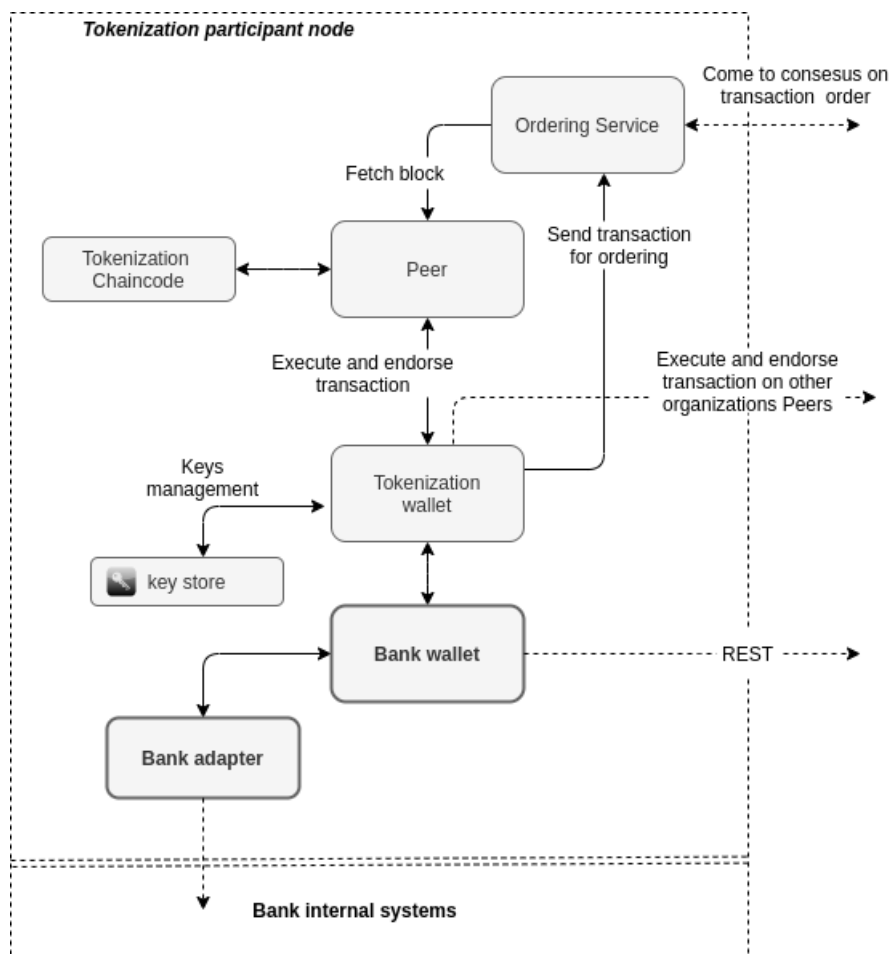 Tokenization participant node
Come to consesus on
transaction order
Ordering Service
Fetch block
Send transaction
for ordering
Tokenization
Chaincode
Peer
Execute and endorse
transaction
Execute and endorse
transaction on other
organizations Peers
Keys
management
Tokenization
wallet
key store
Bank wallet
REST
Bank adapter
Bank internal systems